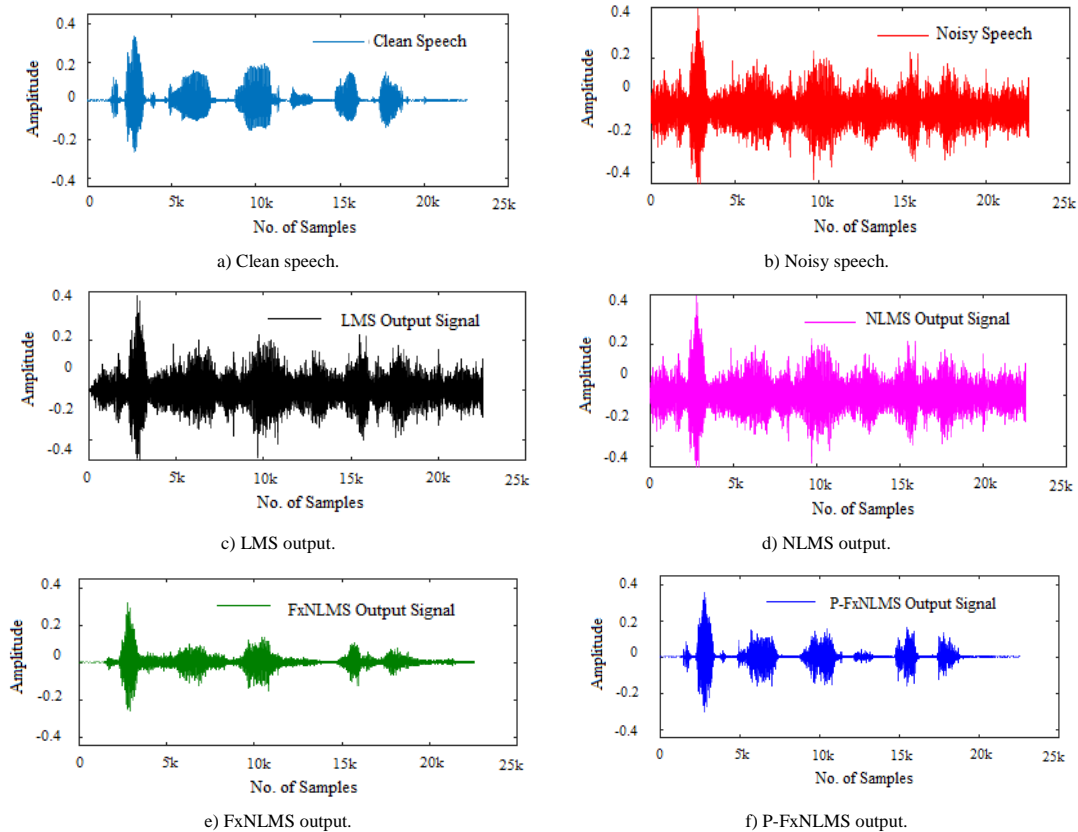 0.4
0.2
0
-0.2
-0.4
Amplitude
Clean Speech
0 5k 10k 15k 20k 25k
No. of Samples
a) Clean speech.
0.4
0.2
0
-0.2
-0.4
Amplitude
Noisy Speech
0 5k 10k 15k 20k 25k
No. of Samples
b) Noisy speech.
0.4
0.2
0
-0.2
-0.4
Amplitude
LMS Output Signal
0 5k 10k 15k 20k 25k
No. of Samples
c) LMS output.
0.4
0.2
0
-0.2
-0.4
Amplitude
NLMS Output Signal
0 5k 10k 15k 20k 25k
No. of Samples
d) NLMS output.
0.4
0.2
0
-0.2
-0.4
Amplitude
FxNLMS Output Signal
0 5k 10k 15k 20k 25k
No. of Samples
e) FxNLMS output.
0.4
0.2
0
-0.2
-0.4
Amplitude
P-FxNLMS Output Signal
0 5k 10k 15k 20k 25k
No. of Samples
f) P-FxNLMS output.